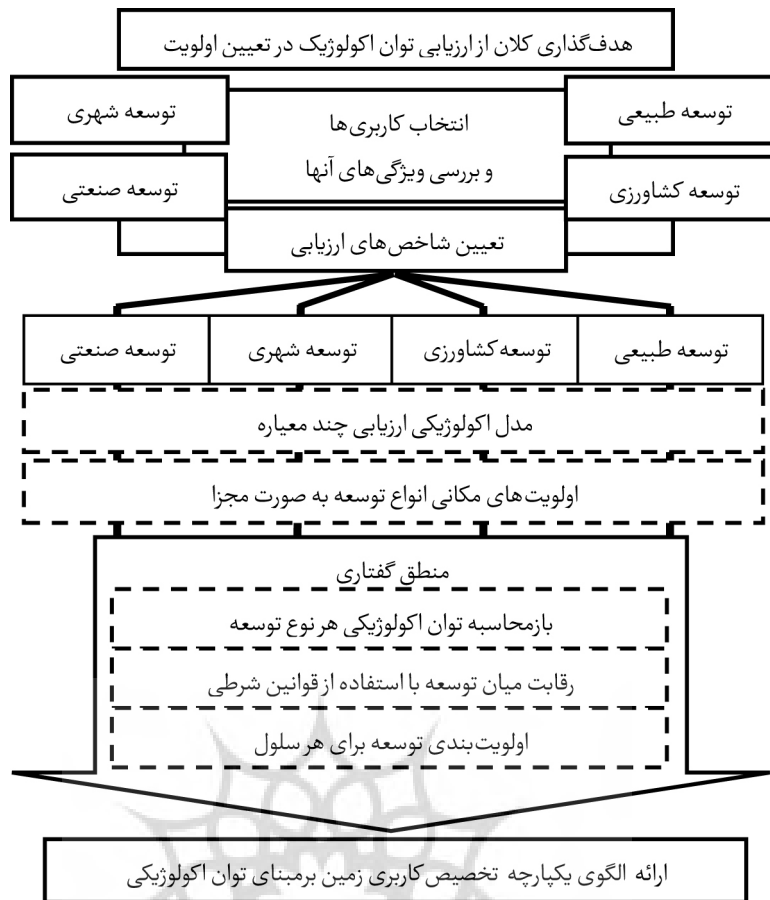 هدف‌گذاری کلان از ارزیابی توان اکولوژیک در تعیین اولویت
توسعه طبیعی
انتخاب کاربری‌ها
و بررسی ویژگی‌های آنها
توسعه شهری
توسعه کشاورزی
توسعه صنعتی
تعیین شاخص‌های ارزیابی
توسعه طبیعی
توسعه کشاورزی
توسعه شهری
توسعه صنعتی
مدل اکولوژیکی ارزیابی چند معیاره
اولویت‌های مکانی انواع توسعه به صورت مجزا
منطق گفتاری
بازمحاسبه توان اکولوژیکی هر نوع توسعه
رقابت میان توسعه با استفاده از قوانین شرطی
اولویت‌بندی توسعه برای هر سلول
ارائه الگوی یکپارچه تخصیص کاربری زمین برمبنای توان اکولوژیکی